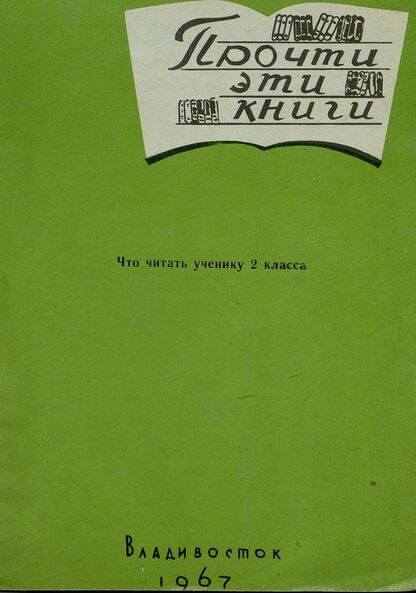 Прочти
эти
книги
Что читать ученику 2 класса
Владивосток
1967